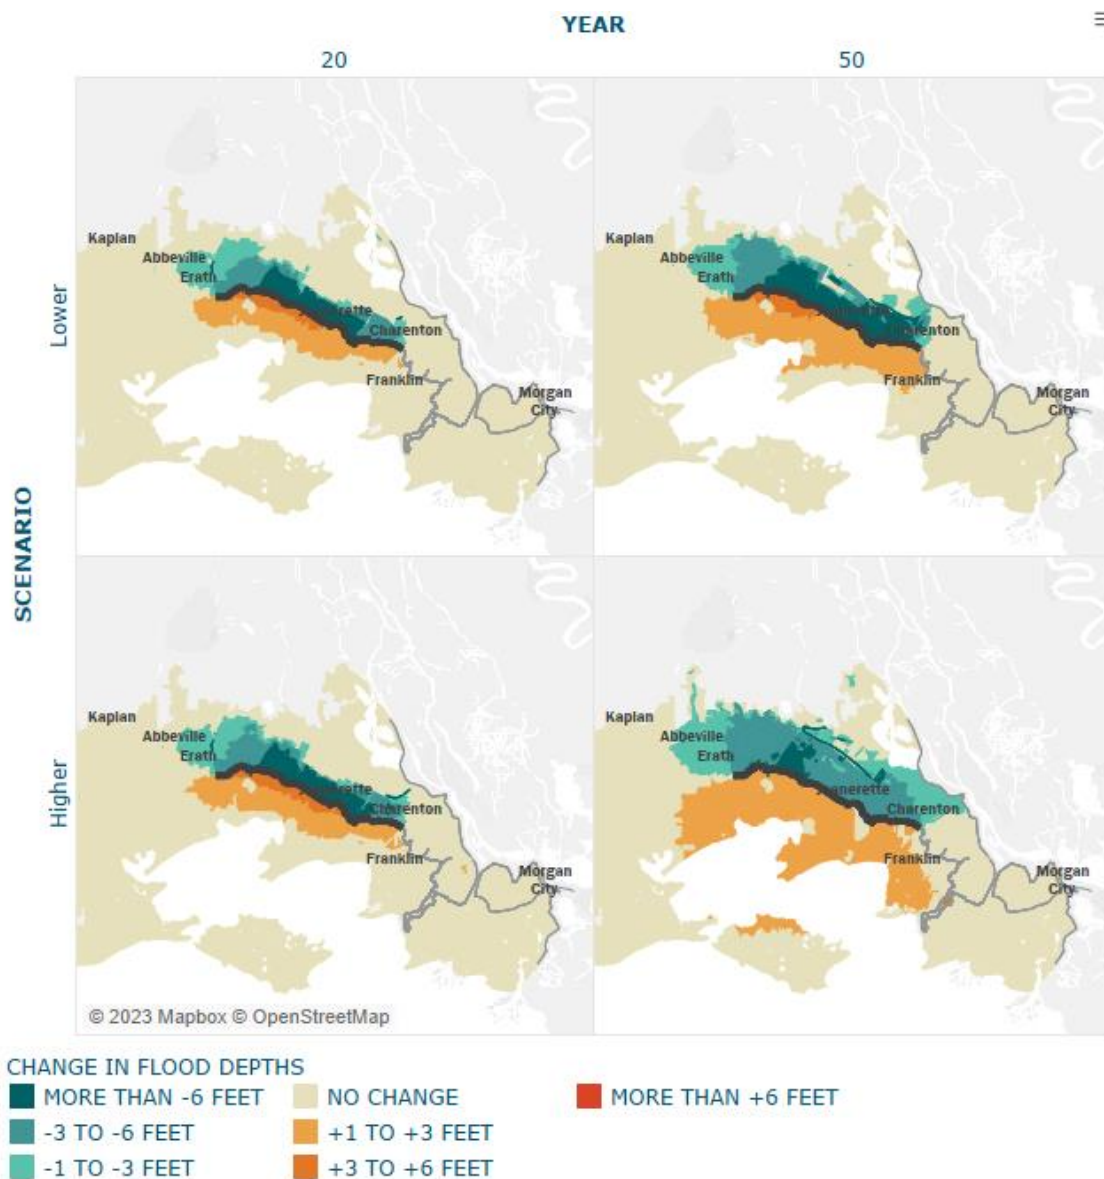 YEAR
20
50
SCENARIO
Lower
Kaplan
Abbeville
Erath
Charenton
Franklin
Morgan
City
Kaplan
Abbeville
Erath
Franklin
Morgan
City
Higher
Kaplan
Abbeville
Erath
Charenton
Franklin
Morgan
City
Kaplan
Abbeville
Erath
Charenton
Franklin
Morgan
City
© 2023 Mapbox © OpenStreetMap
CHANGE IN FLOOD DEPTHS
MORE THAN -6 FEET
NO CHANGE
MORE THAN +6 FEET
-3 TO -6 FEET
+1 TO +3 FEET
-1 TO -3 FEET
+3 TO +6 FEET